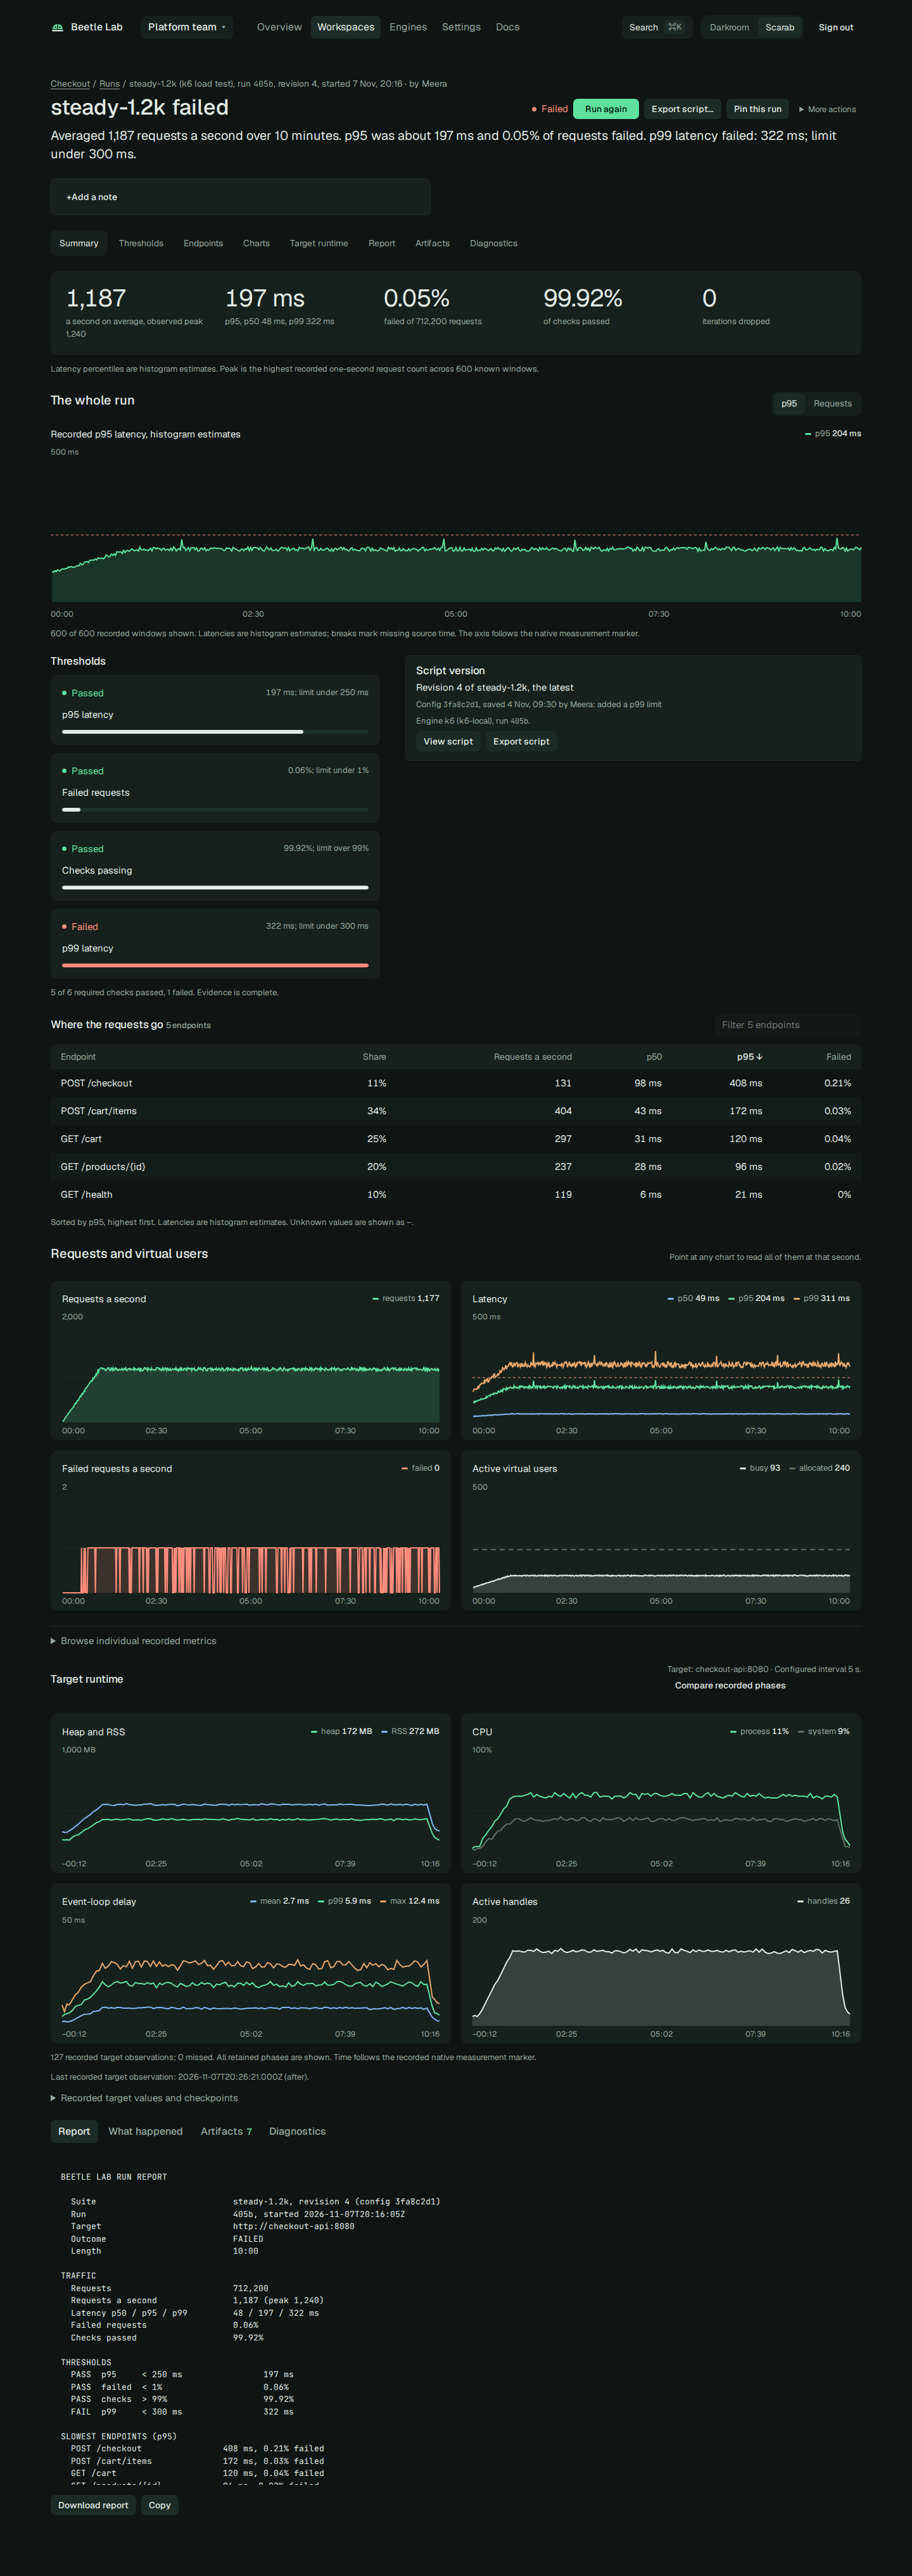 Beetle Lab
Platform team
Overview
Workspaces
Engines
Settings
Docs
Search ⌘K
Darkroom
Scarab
Sign out
Checkout / Runs / steady-1.2k (k6 load test), run 405b, revision 4, started 7 Nov, 20:16 · by Meera
steady-1.2k failed
Failed
Run again
Export script...
Pin this run
More actions
Averaged 1,187 requests a second over 10 minutes. p95 was about 197 ms and 0.05% of requests failed. p99 latency failed: 322 ms; limit
under 300 ms.
+Add a note
Summary
Thresholds
Endpoints
Charts
Target runtime
Report
Artifacts
Diagnostics
1,187
a second on average, observed peak
1,240
197 ms
p95, p50 48 ms, p99 322 ms
0.05%
failed of 712,200 requests
99.92%
of checks passed
0
iterations dropped
Latency percentiles are histogram estimates. Peak is the highest recorded one-second request count across 600 known windows.
The whole run
p95
Requests
Recorded p95 latency, histogram estimates
p95 204 ms
500 ms
00:00 02:30 05:00 07:30 10:00
600 of 600 recorded windows shown. Latencies are histogram estimates; breaks mark missing source time. The axis follows the native measurement marker.
Thresholds
Passed
197 ms; limit under 250 ms
p95 latency
Passed
0.06%; limit under 1%
Failed requests
Passed
99.92%; limit over 99%
Checks passing
Failed
322 ms; limit under 300 ms
p99 latency
5 of 6 required checks passed, 1 failed. Evidence is complete.
Script version
Revision 4 of steady-1.2k, the latest
Config 3fa8c2d1, saved 4 Nov, 09:30 by Meera: added a p99 limit
Engine k6 (k6-local), run 405b.
View script
Export script
Where the requests go 5 endpoints
Filter 5 endpoints
Endpoint Share Requests a second p50 p95 ↓ Failed
POST /checkout 11% 131 98 ms 408 ms 0.21%
POST /cart/items 34% 404 43 ms 172 ms 0.03%
GET /cart 25% 297 31 ms 120 ms 0.04%
GET /products/{id} 20% 237 28 ms 96 ms 0.02%
GET /health 10% 119 6 ms 21 ms 0%
Sorted by p95, highest first. Latencies are histogram estimates. Unknown values are shown as –.
Requests and virtual users
Point at any chart to read all of them at that second.
Requests a second
requests 1,177
2,000
00:00 02:30 05:00 07:30 10:00
Latency
p50 49 ms p95 204 ms p99 311 ms
500 ms
00:00 02:30 05:00 07:30 10:00
Failed requests a second
failed 0
2
00:00 02:30 05:00 07:30 10:00
Active virtual users
busy 93 allocated 240
500
00:00 02:30 05:00 07:30 10:00
Browse individual recorded metrics
Target runtime
Target: checkout-api:8080 · Configured interval 5 s.
Compare recorded phases
Heap and RSS
heap 172 MB RSS 272 MB
1,000 MB
−00:12 02:25 05:02 07:39 10:16
CPU
process 11% system 9%
100%
−00:12 02:25 05:02 07:39 10:16
Event-loop delay
mean 2.7 ms p99 5.9 ms max 12.4 ms
50 ms
−00:12 02:25 05:02 07:39 10:16
Active handles
handles 26
200
−00:12 02:25 05:02 07:39 10:16
127 recorded target observations; 0 missed. All retained phases are shown. Time follows the recorded native measurement marker.
Last recorded target observation: 2026-11-07T20:26:21.000Z (after).
Recorded target values and checkpoints
Report
What happened
Artifacts 7
Diagnostics
BEETLE LAB RUN REPORT
Suite steady-1.2k, revision 4 (config 3fa8c2d1)
Run 405b, started 2026-11-07T20:16:05Z
Target http://checkout-api:8080
Outcome FAILED
Length 10:00
TRAFFIC
Requests 712,200
Requests a second 1,187 (peak 1,240)
Latency p50 / p95 / p99 48 / 197 / 322 ms
Failed requests 0.06%
Checks passed 99.92%
THRESHOLDS
PASS p95 < 250 ms 197 ms
PASS failed < 1% 0.06%
PASS checks > 99% 99.92%
FAIL p99 < 300 ms 322 ms
SLOWEST ENDPOINTS (p95)
POST /checkout 408 ms, 0.21% failed
POST /cart/items 172 ms, 0.03% failed
GET /cart 120 ms, 0.04% failed
Download report
Copy